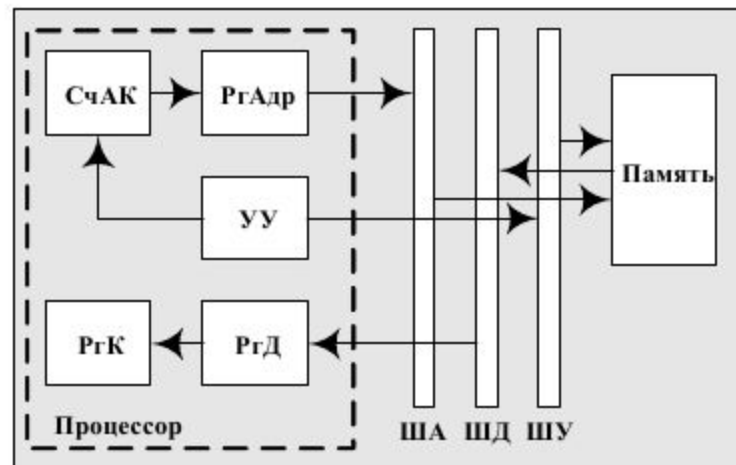 СчАК
РгАдр
УУ
Память
РгК
РгД
Процессор
ША
ШД
ШУ